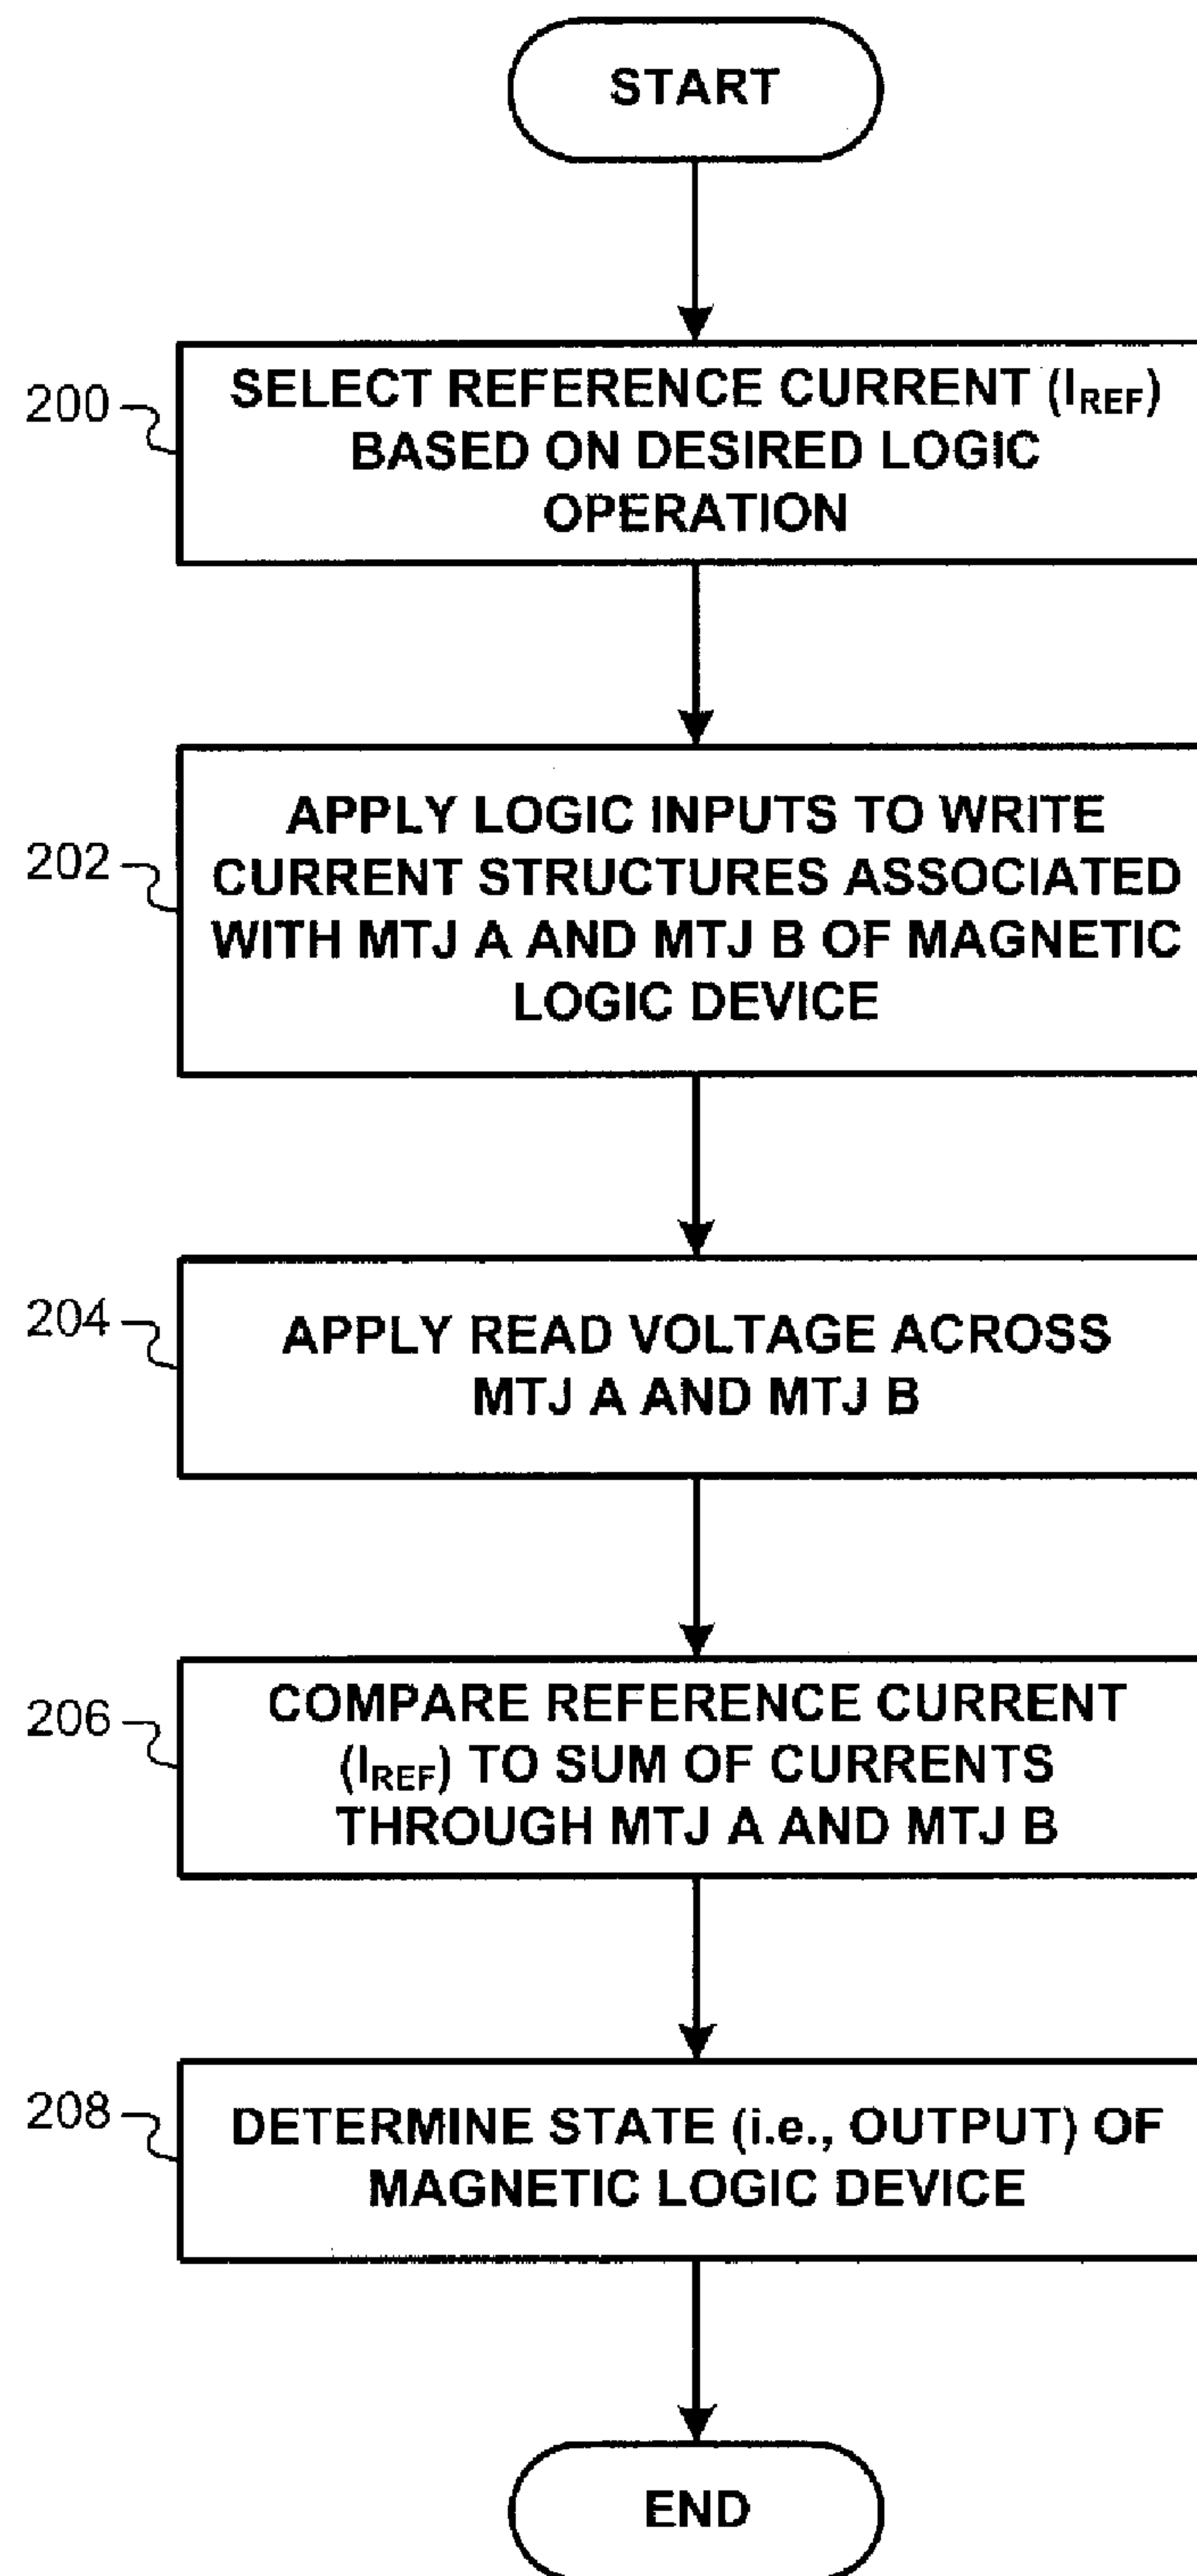 START
200
SELECT REFERENCE CURRENT (IREF)
BASED ON DESIRED LOGIC
OPERATION
202
APPLY LOGIC INPUTS TO WRITE
CURRENT STRUCTURES ASSOCIATED
WITH MTJ A AND MTJ B OF MAGNETIC
LOGIC DEVICE
204
APPLY READ VOLTAGE ACROSS
MTJ A AND MTJ B
206
COMPARE REFERENCE CURRENT
(IREF) TO SUM OF CURRENTS
THROUGH MTJ A AND MTJ B
208
DETERMINE STATE (i.e., OUTPUT) OF
MAGNETIC LOGIC DEVICE
END